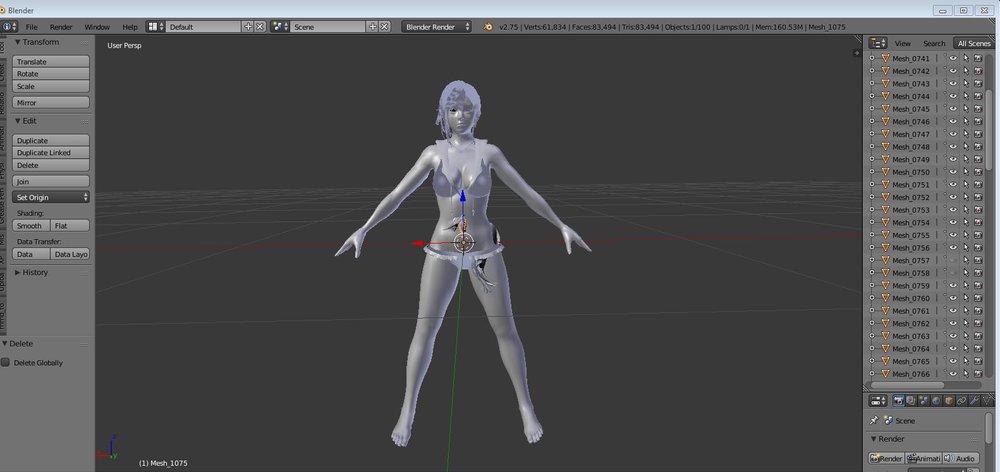 Blender
File Render Window Help Default Scene Blender Render v2.75 | Verts:61,834 | Faces:83,494 | Tris:83,494 | Objects:1/100 | Lamps:0/1 | Mem:160.53M | Mesh_1075
Transform
Translate
Rotate
Scale
Mirror
Edit
Duplicate
Duplicate Linked
Delete
Join
Set Origin
Shading:
Smooth Flat
Data Transfer:
Data Data Layo
History
Delete
Delete Globally
User Persp
(1) Mesh_1075
View Search All Scenes
Mesh_0741
Mesh_0742
Mesh_0743
Mesh_0744
Mesh_0745
Mesh_0746
Mesh_0747
Mesh_0748
Mesh_0749
Mesh_0750
Mesh_0751
Mesh_0752
Mesh_0753
Mesh_0754
Mesh_0755
Mesh_0756
Mesh_0757
Mesh_0758
Mesh_0759
Mesh_0760
Mesh_0761
Mesh_0762
Mesh_0763
Mesh_0764
Mesh_0765
Mesh_0766
Scene
Render
Render Animati Audio
z
y